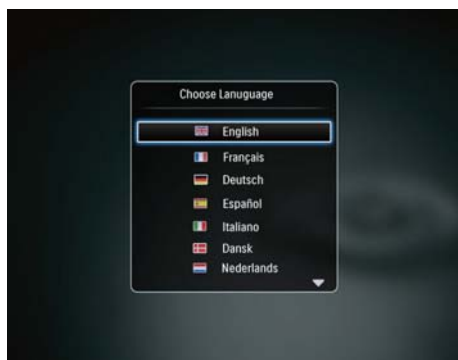 Choose Lanuguage
English
Français
Deutsch
Español
Italiano
Dansk
Nederlands